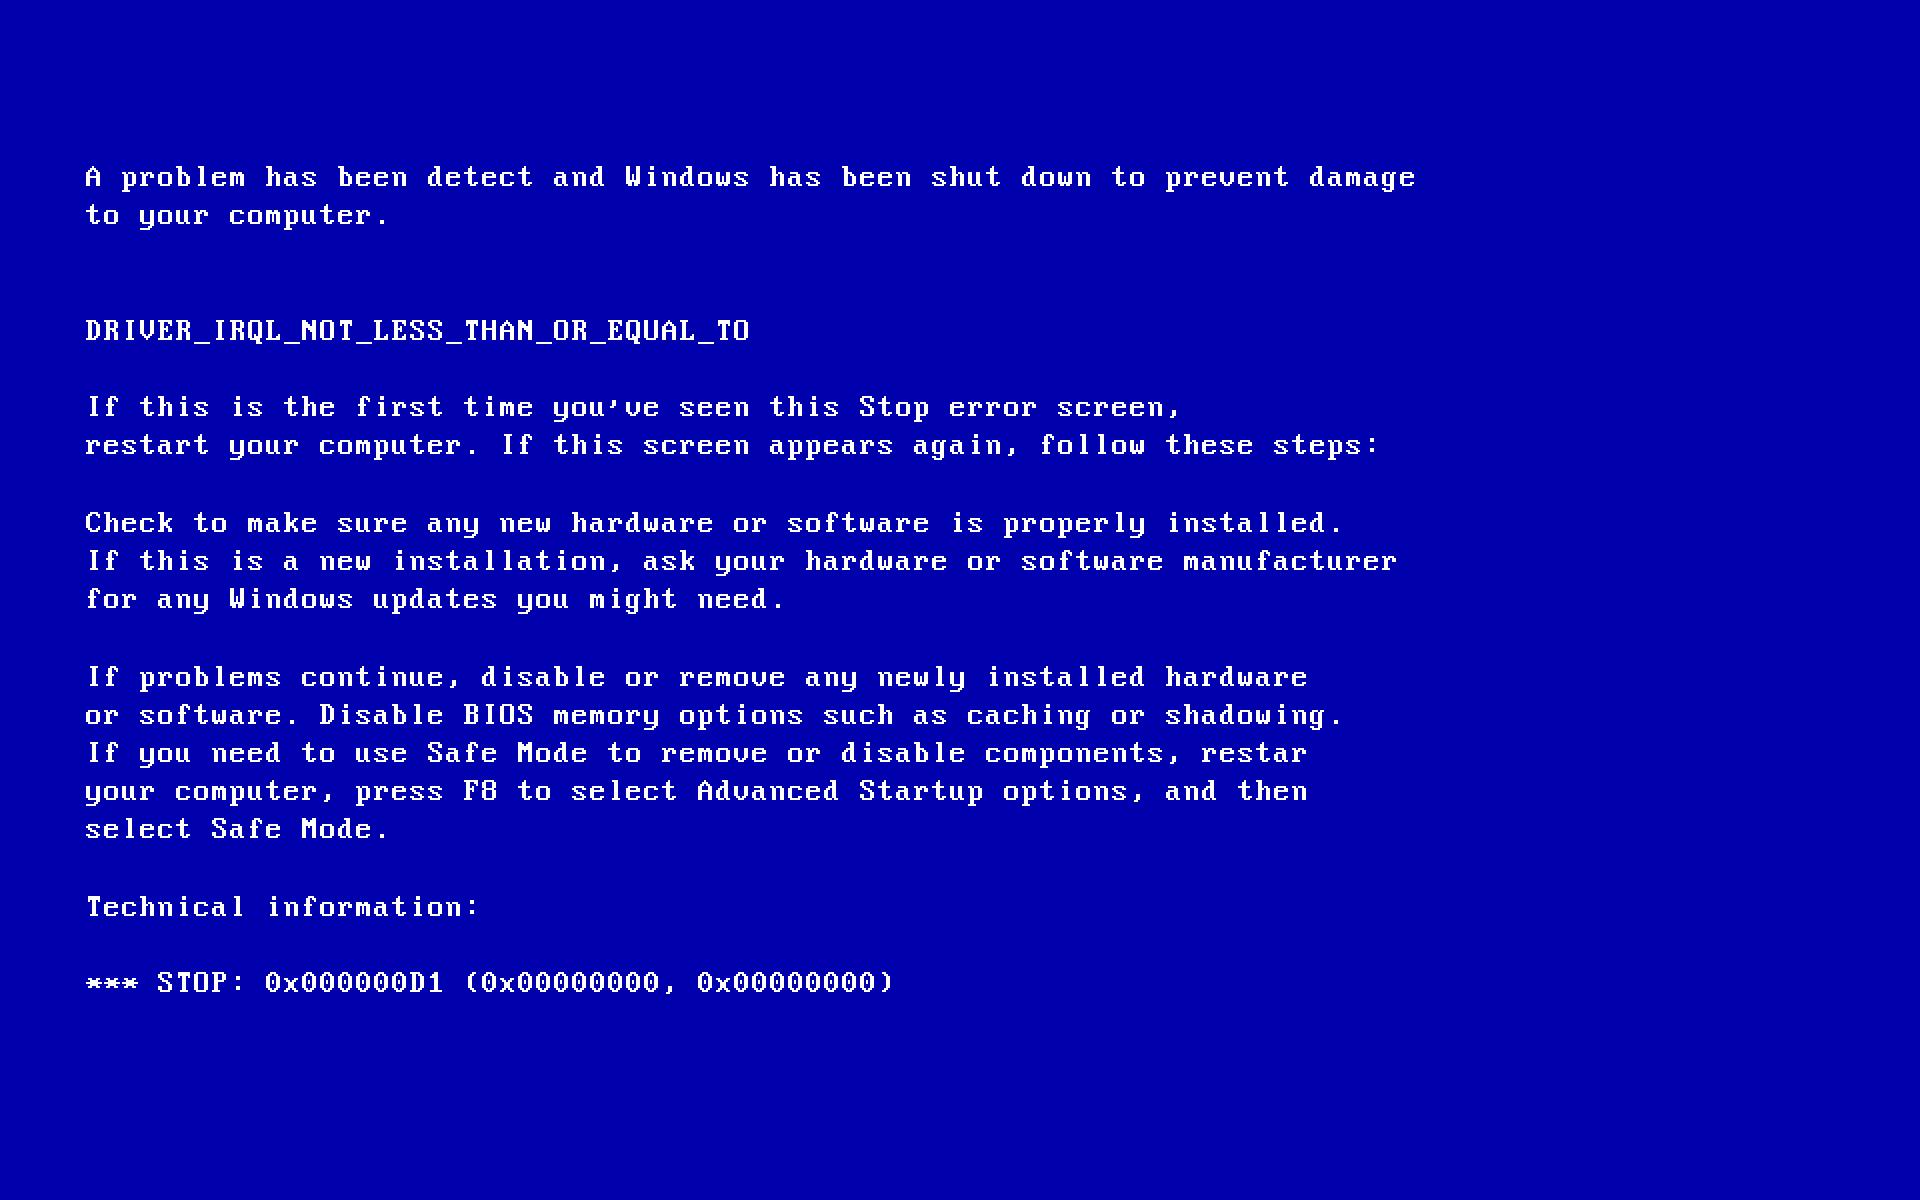 A problem has been detect and Windows has been shut down to prevent damage
to your computer.
DRIVER_IRQL_NOT_LESS_THAN_OR_EQUAL_TO
If this is the first time you've seen this Stop error screen,
restart your computer. If this screen appears again, follow these steps:
Check to make sure any new hardware or software is properly installed.
If this is a new installation, ask your hardware or software manufacturer
for any Windows updates you might need.
If problems continue, disable or remove any newly installed hardware
or software. Disable BIOS memory options such as caching or shadowing.
If you need to use Safe Mode to remove or disable components, restar
your computer, press F8 to select Advanced Startup options, and then
select Safe Mode.
Technical information:
*** STOP: 0x000000D1 (0x00000000, 0x00000000)